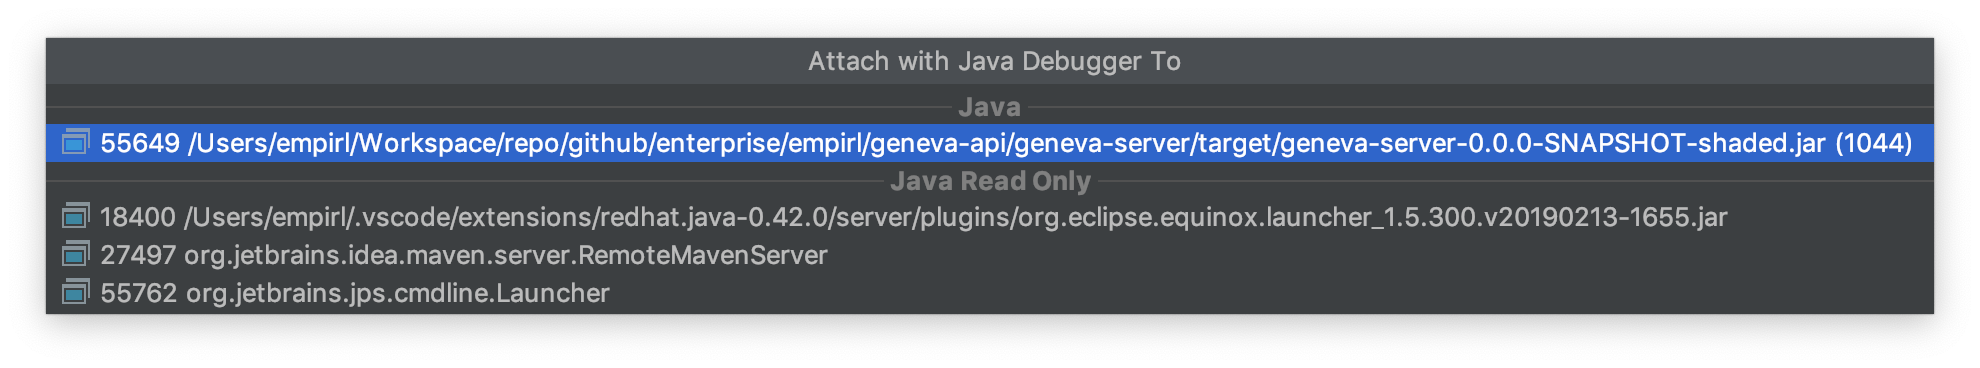 Attach with Java Debugger To
Java
55649 /Users/empirl/Workspace/repo/github/enterprise/empirl/geneva-api/geneva-server/target/geneva-server-0.0.0-SNAPSHOT-shaded.jar (1044)
Java Read Only
18400 /Users/empirl/.vscode/extensions/redhat.java-0.42.0/server/plugins/org.eclipse.equinox.launcher_1.5.300.v20190213-1655.jar
27497 org.jetbrains.idea.maven.server.RemoteMavenServer
55762 org.jetbrains.jps.cmdline.Launcher